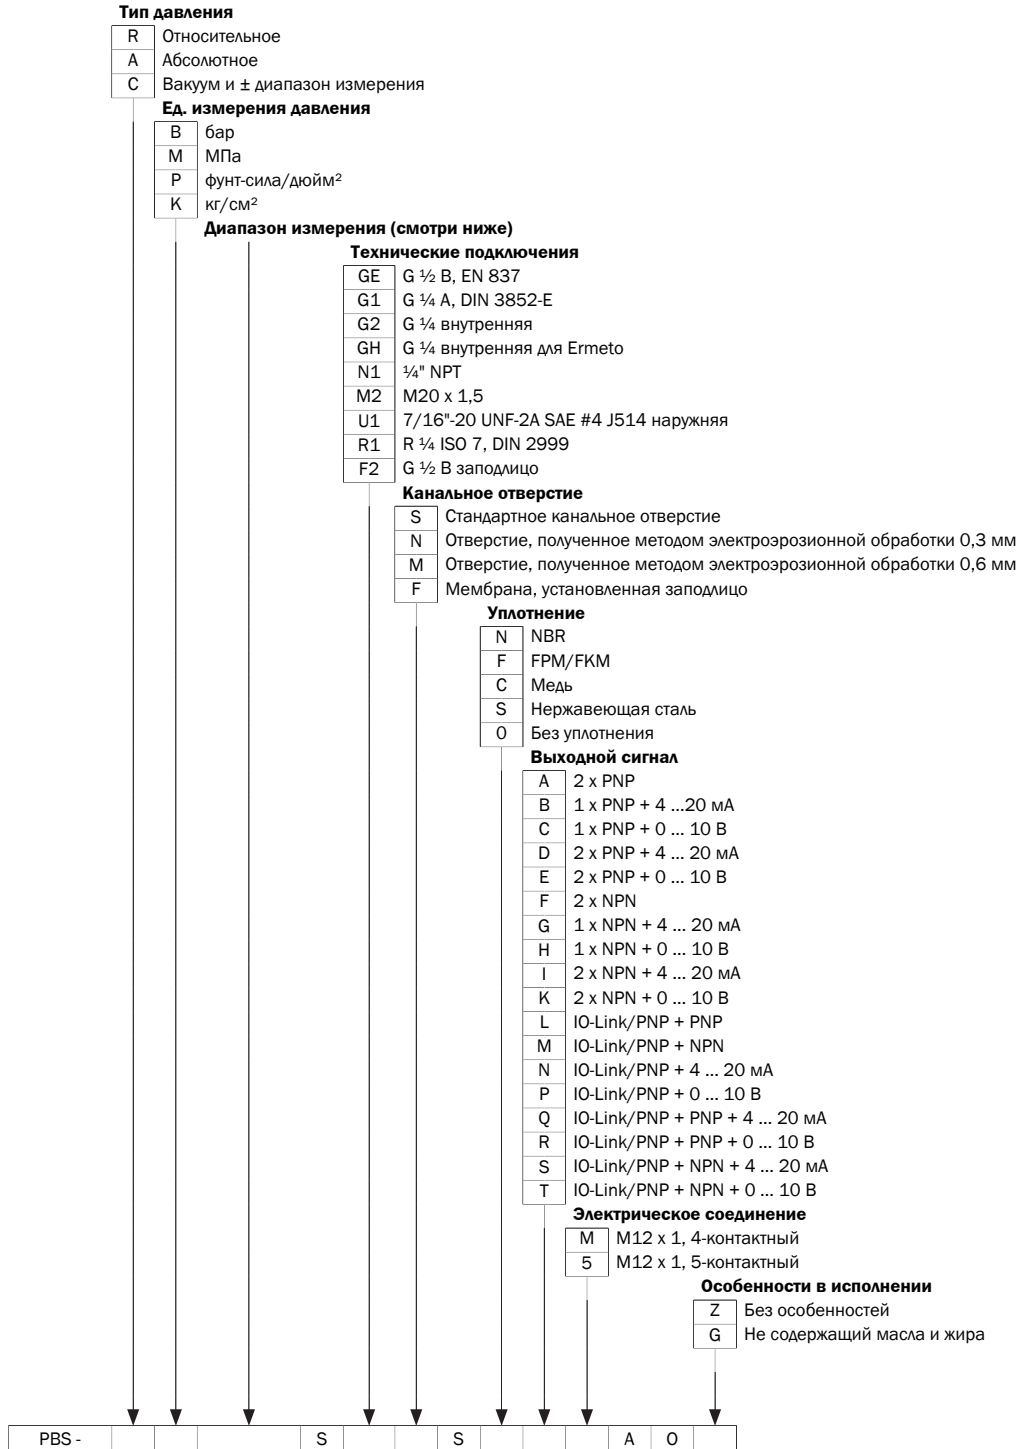 Тип давления
R Относительное
A Абсолютное
C Вакуум и ± диапазон измерения
Ед. измерения давления
B бар
M МПа
P фунт-сила/дюйм²
K кг/см²
Диапазон измерения (смотри ниже)
Технические подключения
GE G ½ B, EN 837
G1 G ¼ A, DIN 3852-E
G2 G ¼ внутренняя
GH G ¼ внутренняя для Ermeto
N1 ¼" NPT
M2 M20 x 1,5
U1 7/16"-20 UNF-2A SAE #4 J514 наружняя
R1 R ¼ ISO 7, DIN 2999
F2 G ½ B заподлицо
Канальное отверстие
S Стандартное канальное отверстие
N Отверстие, полученное методом электроэрозионной обработки 0,3 мм
M Отверстие, полученное методом электроэрозионной обработки 0,6 мм
F Мембрана, установленная заподлицо
Уплотнение
N NBR
F FPM/FKM
C Медь
S Нержавеющая сталь
0 Без уплотнения
Выходной сигнал
A 2 x PNP
B 1 x PNP + 4 ...20 мА
C 1 x PNP + 0 ... 10 В
D 2 x PNP + 4 ... 20 мА
E 2 x PNP + 0 ... 10 В
F 2 x NPN
G 1 x NPN + 4 ... 20 мА
H 1 x NPN + 0 ... 10 В
I 2 x NPN + 4 ... 20 мА
K 2 x NPN + 0 ... 10 В
L IO-Link/PNP + PNP
M IO-Link/PNP + NPN
N IO-Link/PNP + 4 ... 20 мА
P IO-Link/PNP + 0 ... 10 В
Q IO-Link/PNP + PNP + 4 ... 20 мА
R IO-Link/PNP + PNP + 0 ... 10 В
S IO-Link/PNP + NPN + 4 ... 20 мА
T IO-Link/PNP + NPN + 0 ... 10 В
Электрическое соединение
M M12 x 1, 4-контактный
5 M12 x 1, 5-контактный
Особенности в исполнении
Z Без особенностей
G Не содержащий масла и жира
PBS - S S A 0